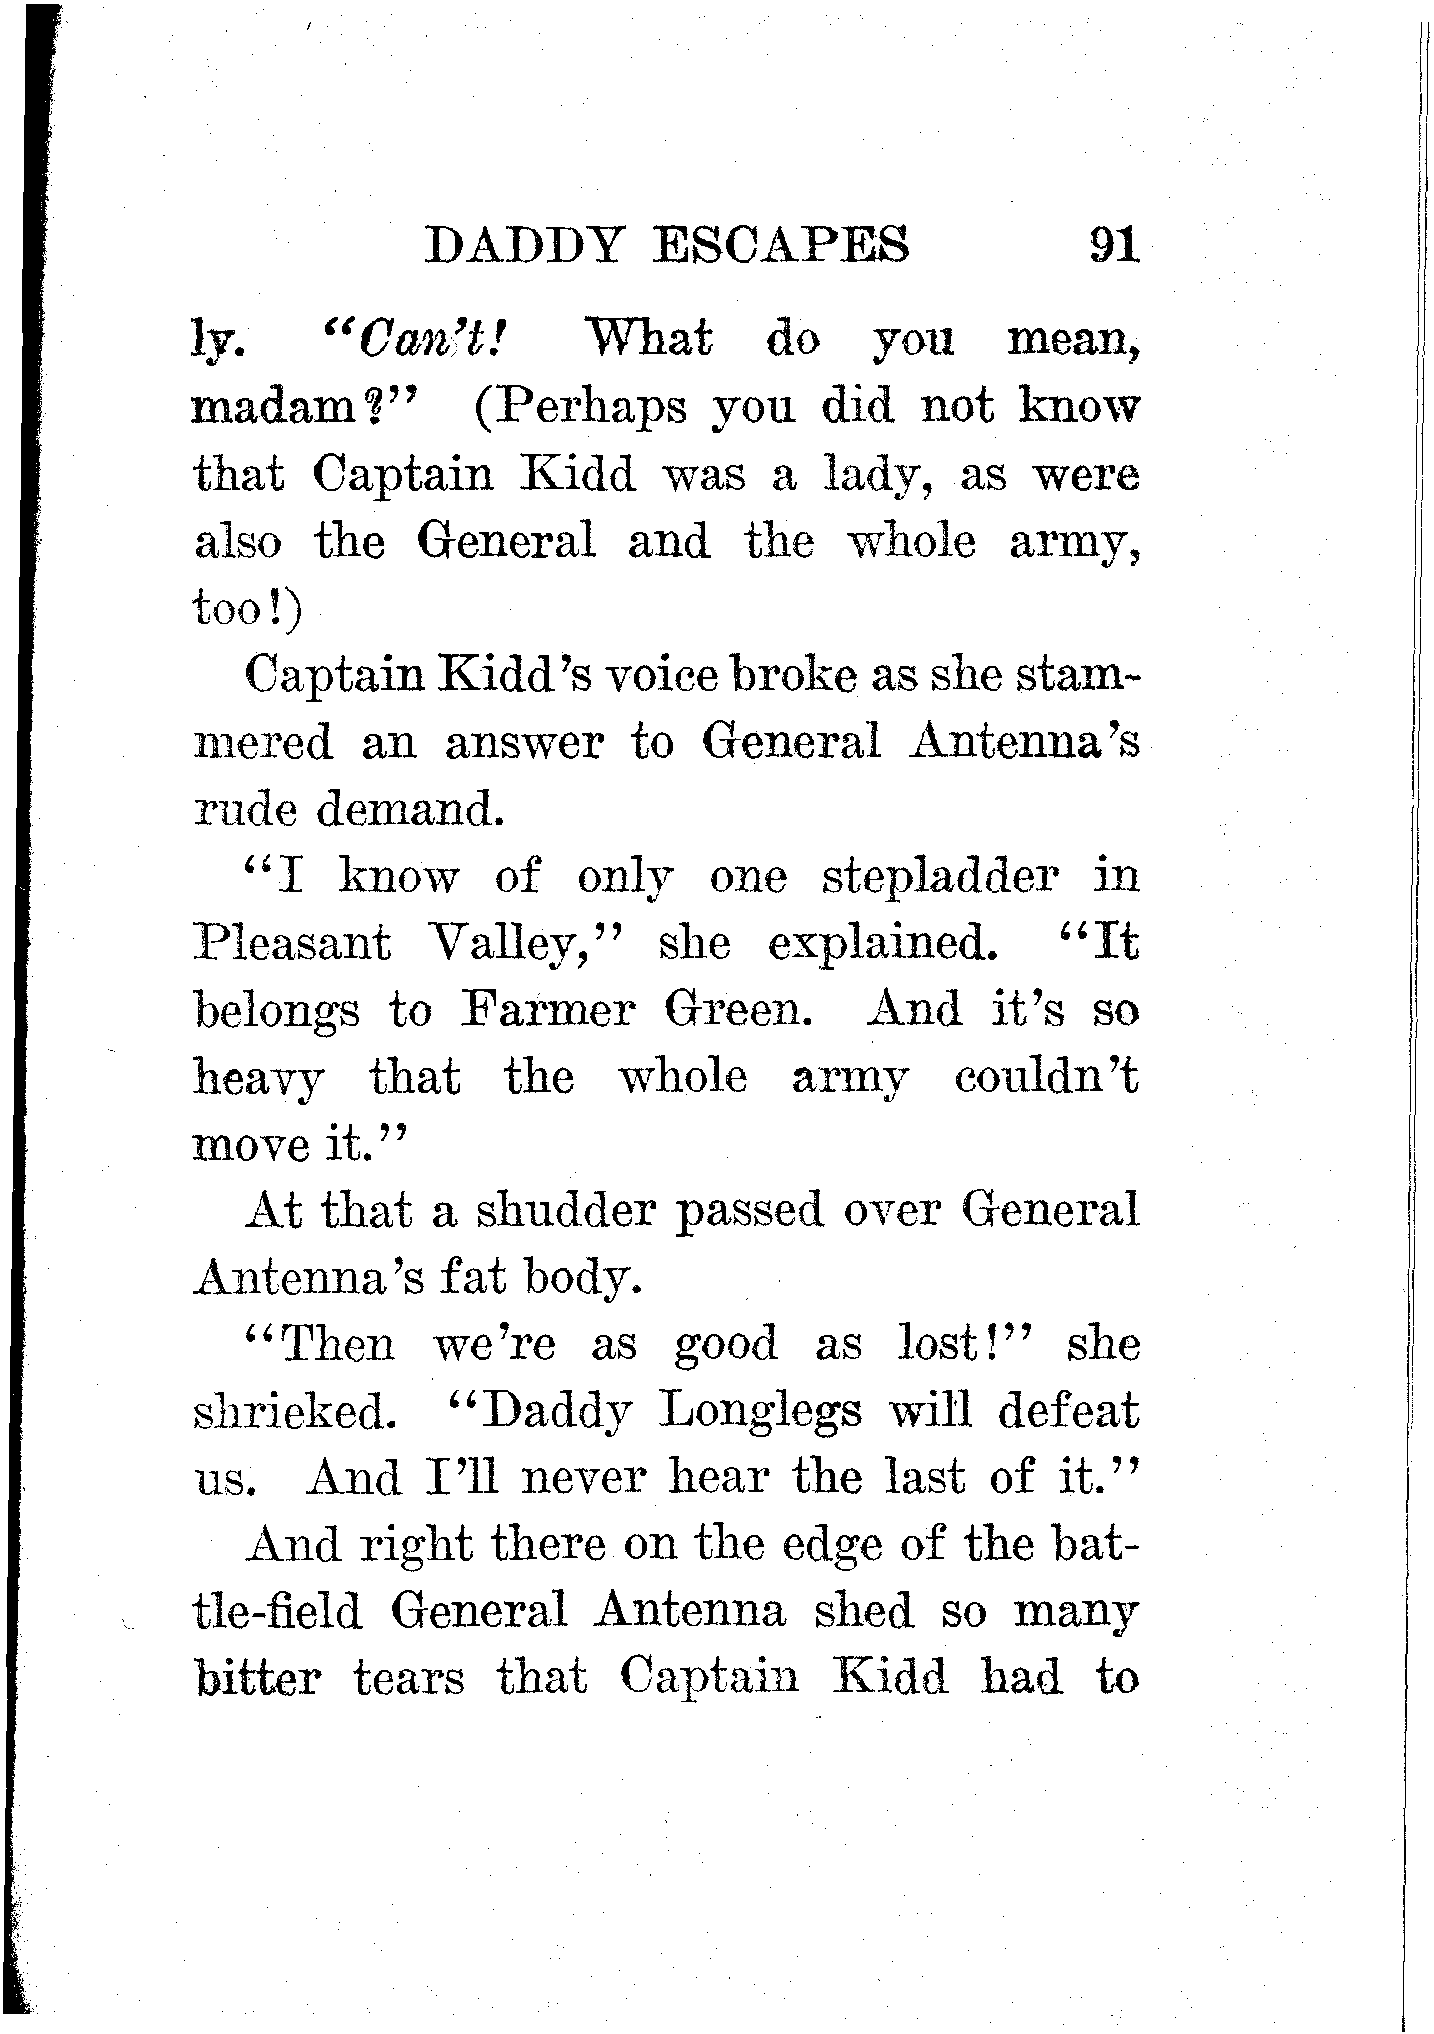 DADDY ESCAPES 91
ly. "Can't! What do you mean,
madam?" (Perhaps you did not know
that Captain Kidd was a lady, as were
also the General and the whole army,
too!)
Captain Kidd's voice broke as she stam-
mered an answer to General Antenna's
rude demand.
"I know of only one stepladder in
Pleasant Valley," she explained. "It
belongs to Farmer Green. And it's so
heavy that the whole army couldn't
move it."
At that a shudder passed over General
Antenna's fat body.
"Then we're as good as lost!" she
shrieked. "Daddy Longlegs will defeat
us. And I'll never hear the last of it."
And right there on the edge of the bat-
tle-field General Antenna shed so many
bitter tears that Captain Kidd had to